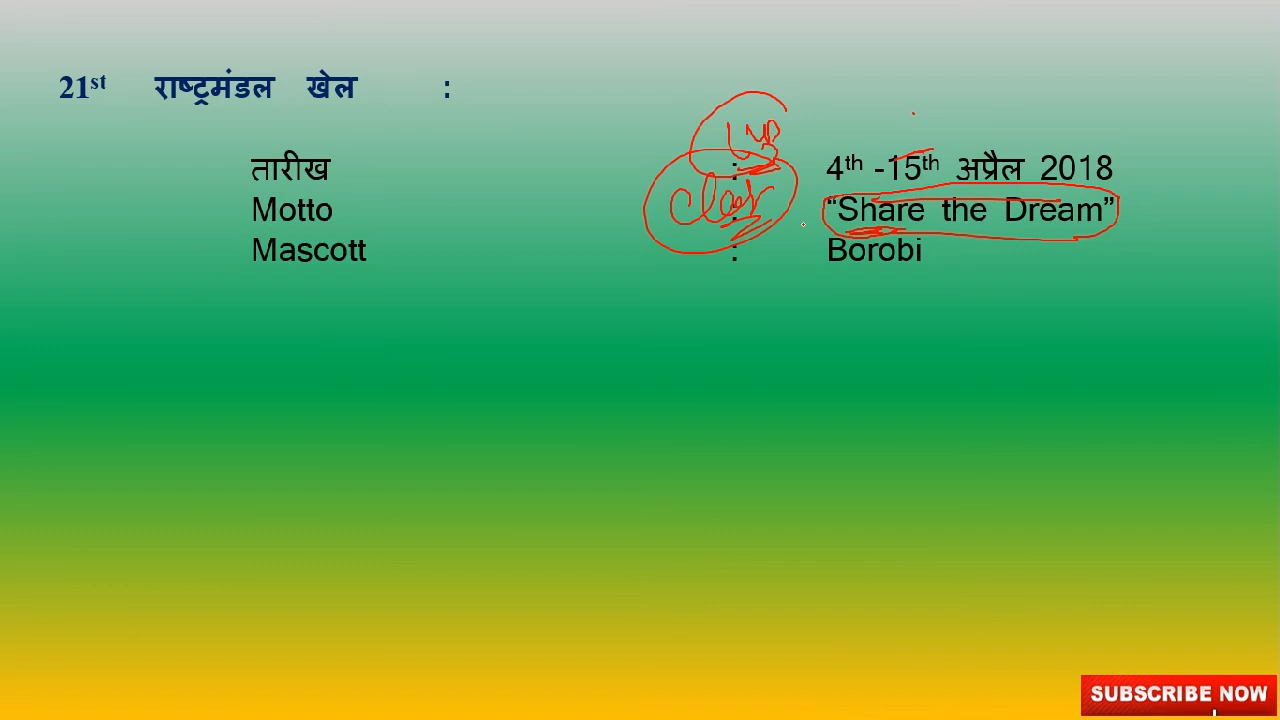 21st राष्ट्रमंडल खेल :
तारीख : 4th -15th अप्रैल 2018
Motto : “Share the Dream”
Mascott : Borobi
SUBSCRIBE NOW